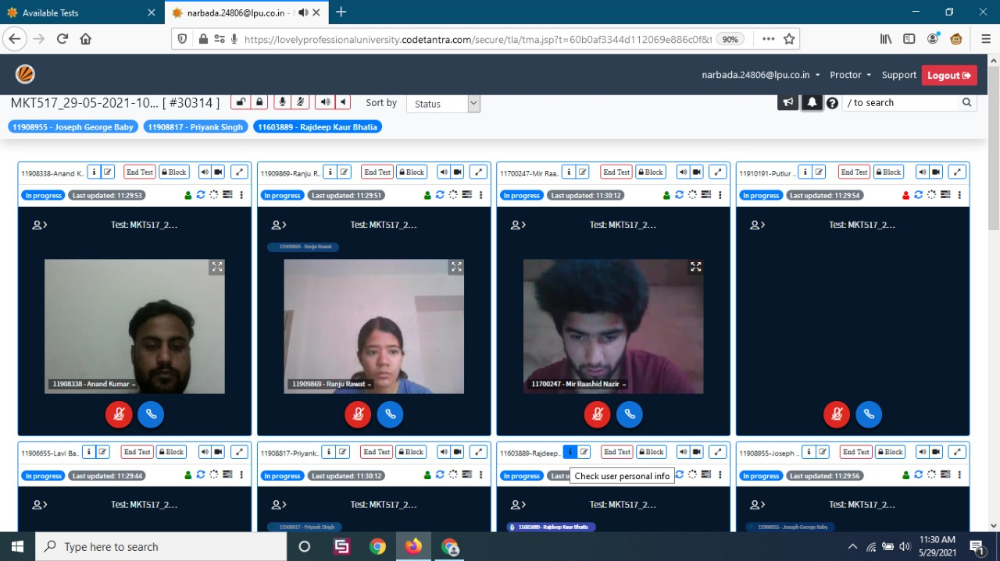 Available Tests
narbada.24806@lpu.co.in -
https://lovelyprofessionaluniversity.codetantra.com/secure/tla/tma.jsp?t=60b0af3344d112069e886c0f&t 90%
narbada.24806@lpu.co.in Proctor Support Logout
MKT517_29-05-2021-10... [ #30314 ] Sort by Status / to search
11908955 - Joseph George Baby 11908817 - Priyank Singh 11603889 - Rajdeep Kaur Bhatia
11908338-Anand K.. i End Test Block 11909869-Ranju R.. i End Test Block 11700247-Mir Raa.. i End Test Block 11910191-Putlur .. i End Test Block
In progress Last updated: 11:29:53 In progress Last updated: 11:29:51 In progress Last updated: 11:30:12 In progress Last updated: 11:29:54
Test: MKT517_2... Test: MKT517_2... Test: MKT517_2... Test: MKT517_2...
11909869 - Ranju Rawat
11908338 - Anand Kumar 11909869 - Ranju Rawat 11700247 - Mir Raashid Nazir
11906655-Lavi Ba.. i End Test Block 11908817-Priyank.. i End Test Block 11603889-Rajdeep.. i End Test Block 11908955-Joseph .. i End Test Block
In progress Last updated: 11:29:44 In progress Last updated: 11:30:12 In progress Last u Check user personal info In progress Last updated: 11:29:56
Test: MKT517_2... Test: MKT517_2... Test: MKT517_2... Test: MKT517_2...
11908817 - Priyank Singh 11603889 - Rajdeep Kaur Bhatia 11908955 - Joseph George Baby
Type here to search 11:30 AM
5/29/2021